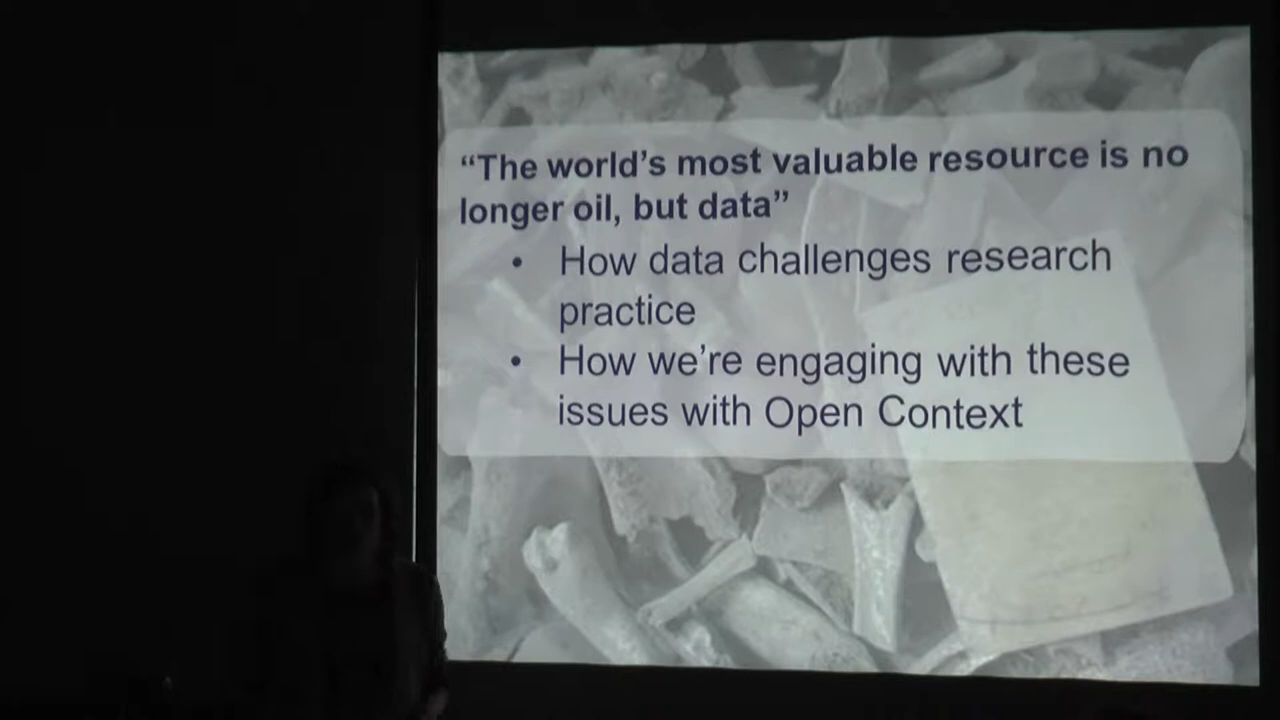 “The world’s most valuable resource is no
longer oil, but data”
• How data challenges research
practice
• How we’re engaging with these
issues with Open Context